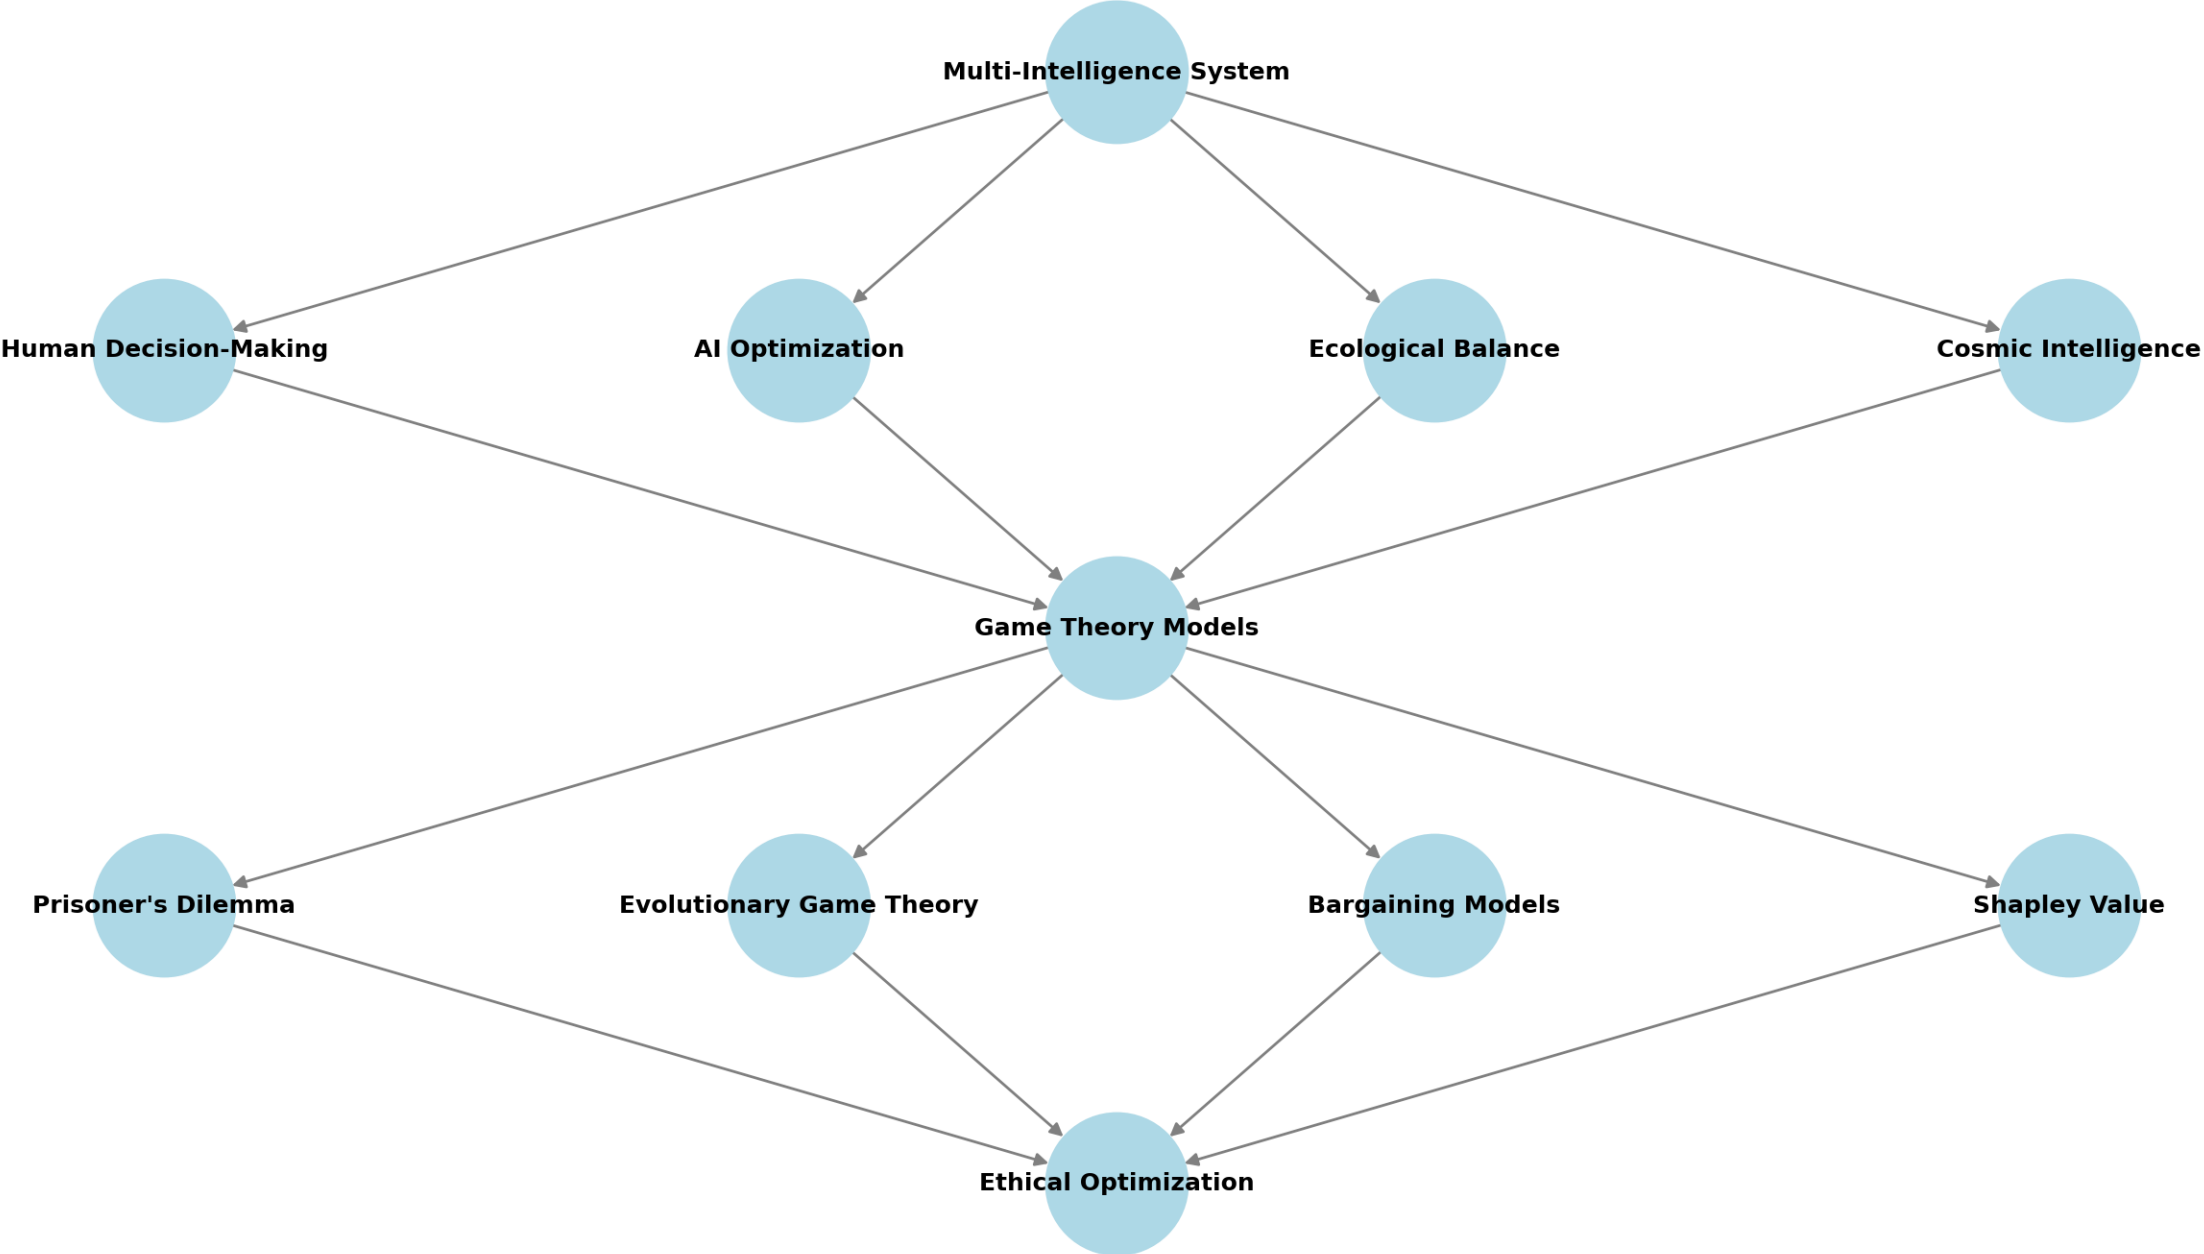 Multi-Intelligence System
Human Decision-Making
AI Optimization
Ecological Balance
Cosmic Intelligence
Game Theory Models
Prisoner's Dilemma
Evolutionary Game Theory
Bargaining Models
Shapley Value
Ethical Optimization